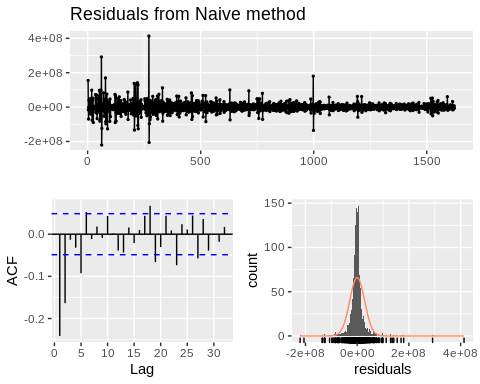 Residuals from Naive method
4e+08
2e+08
0e+00
-2e+08
0 500 1000 1500
0.0
-0.1
-0.2
ACF
0 5 10 15 20 25 30
Lag
150
100
50
0
count
-2e+08 0e+00 2e+08 4e+08
residuals